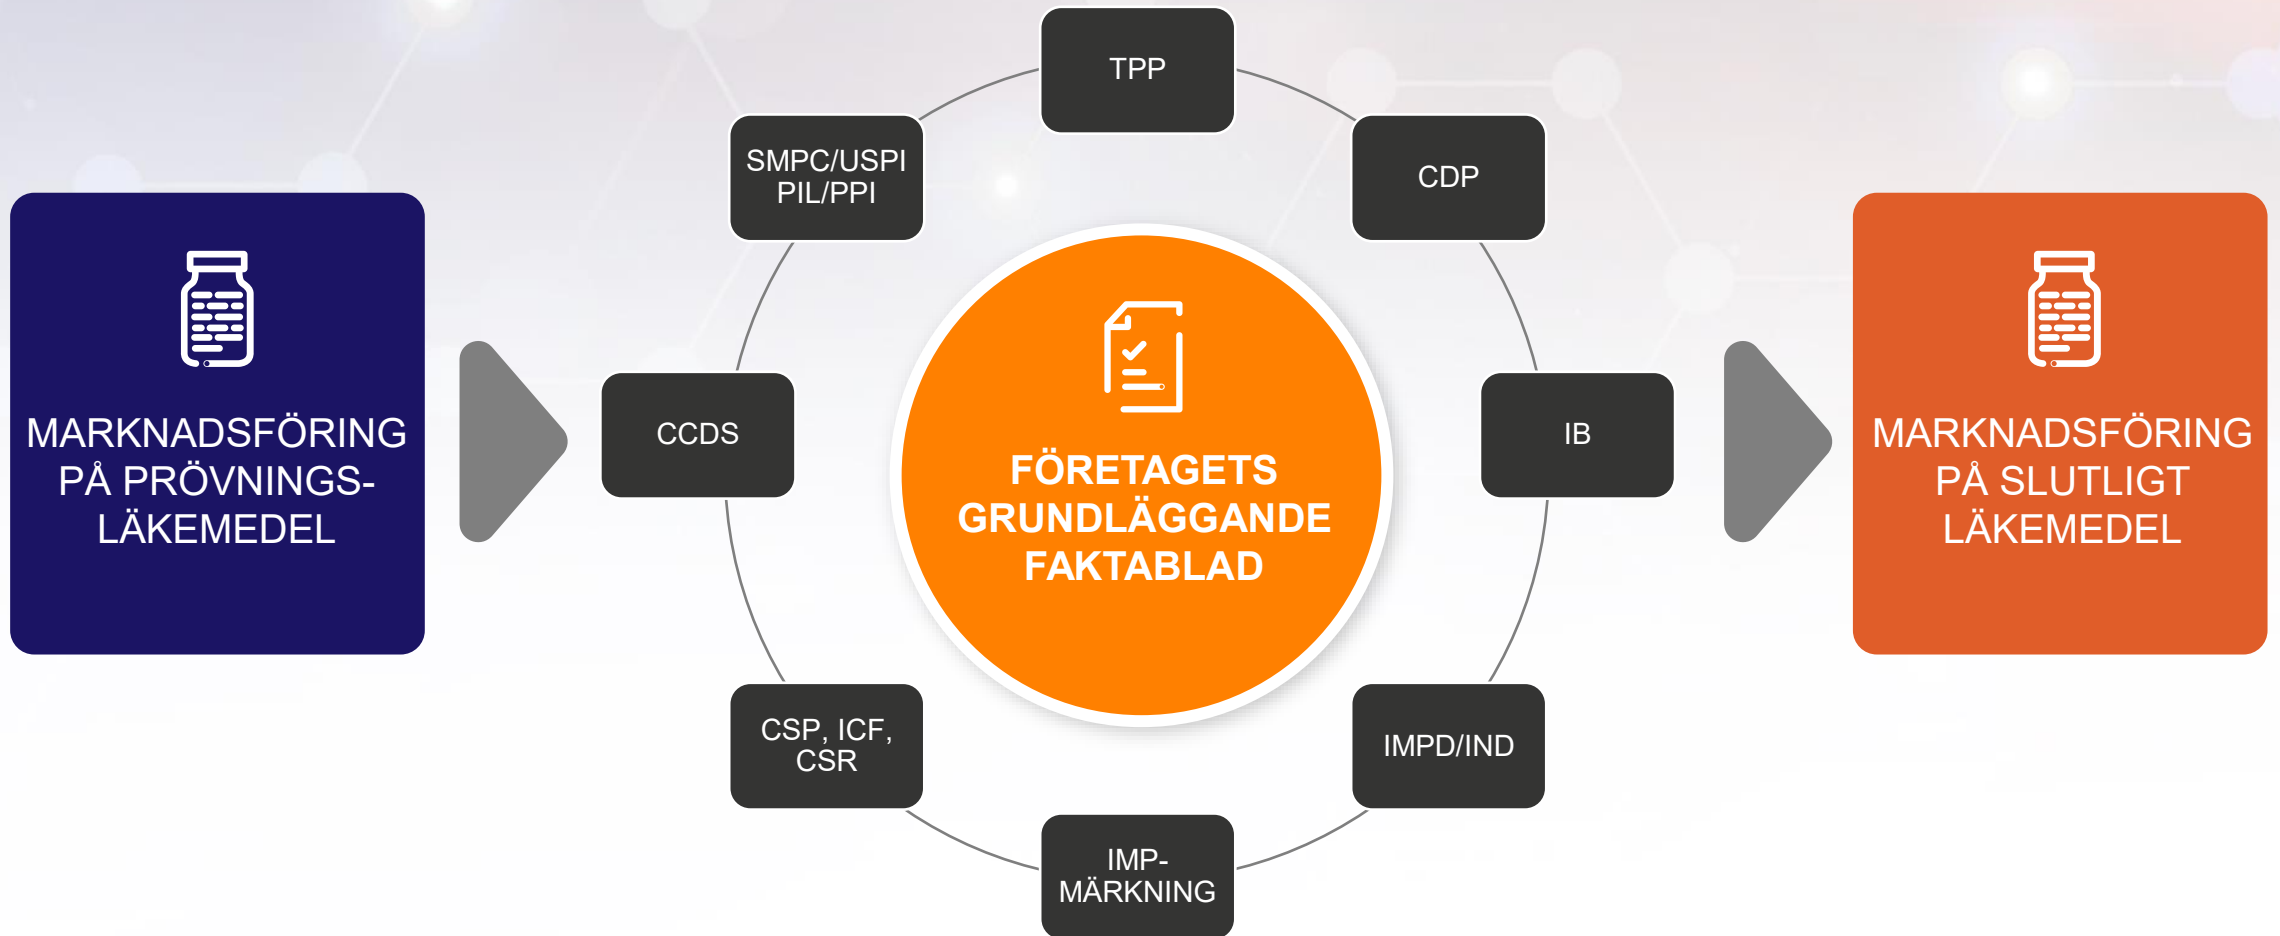 TPP
SMPC/USPI
PIL/PPI
CDP
MARKNADSFÖRING
PÅ PRÖVNINGS-
LÄKEMEDEL
CCDS
FÖRETAGETS
GRUNDLÄGGANDE
FAKTABLAD
IB
MARKNADSFÖRING
PÅ SLUTLIGT
LÄKEMEDEL
CSP, ICF,
CSR
IMPD/IND
IMP-
MÄRKNING